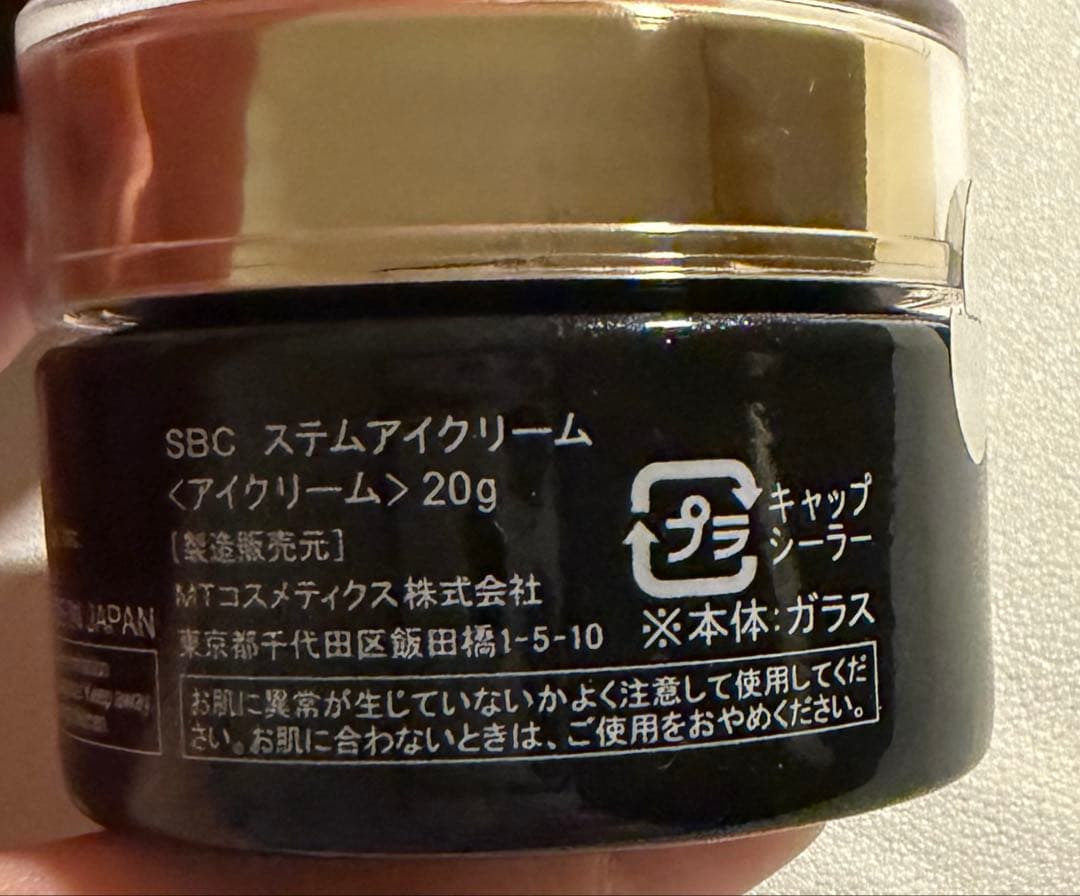 SBC ステムアイクリーム
<アイクリーム> 20g
[製造販売元]
MTコスメティクス株式会社
東京都千代田区飯田橋1-5-10
お肌に異常が生じていないかよく注意して使用してくだ
さい。お肌に合わないときは、ご使用をおやめください。
プラ
キャップ
シーラー
※本体:ガラス
JAPAN
away